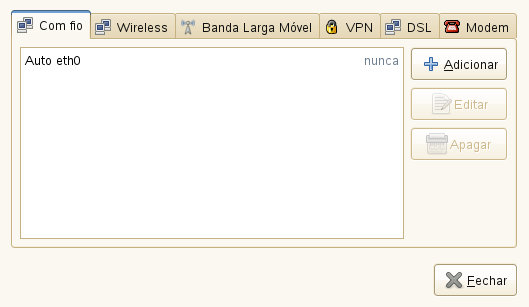 Com fio Wireless Banda Larga Móvel VPN DSL Modem
Auto eth0 nunca
Adicionar
Editar
Apagar
Fechar